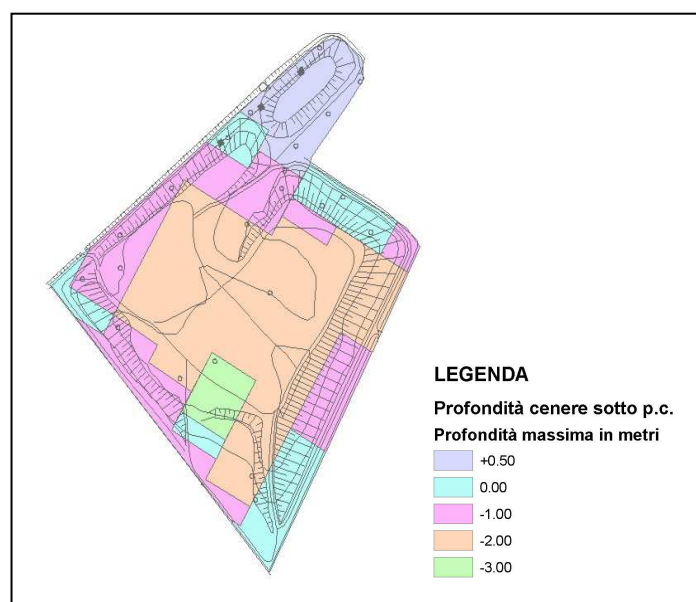 LEGENDA
Profondità cenere sotto p.c.
Profondità massima in metri
+0.50
0.00
-1.00
-2.00
-3.00